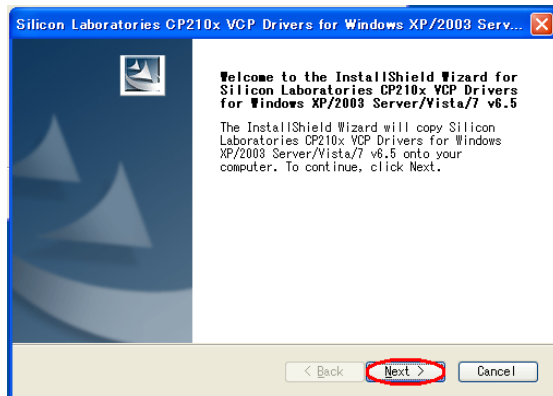 Silicon Laboratories CP210x VCP Drivers for Windows XP/2003 Serv...
Welcome to the InstallShield Wizard for
Silicon Laboratories CP210x VCP Drivers
for Windows XP/2003 Server/Vista/7 v6.5
The InstallShield Wizard will copy Silicon
Laboratories CP210x VCP Drivers for Windows
XP/2003 Server/Vista/7 v6.5 onto your
computer. To continue, click Next.
< Back Next > Cancel